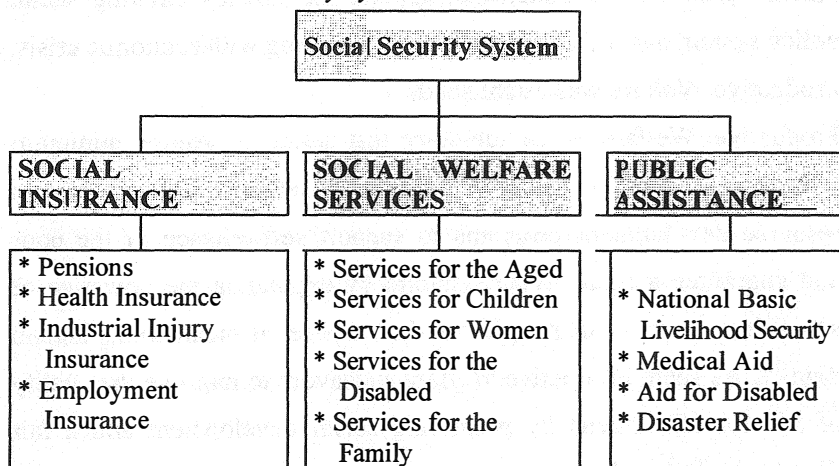 Social Security System
SOCIAL
INSURANCE
SOCIAL WELFARE
SERVICES
PUBLIC
ASSISTANCE
* Pensions
* Health Insurance
* Industrial Injury
Insurance
* Employment
Insurance
* Services for the Aged
* Services for Children
* Services for Women
* Services for the
Disabled
* Services for the
Family
* National Basic
Livelihood Security
* Medical Aid
* Aid for Disabled
* Disaster Relief